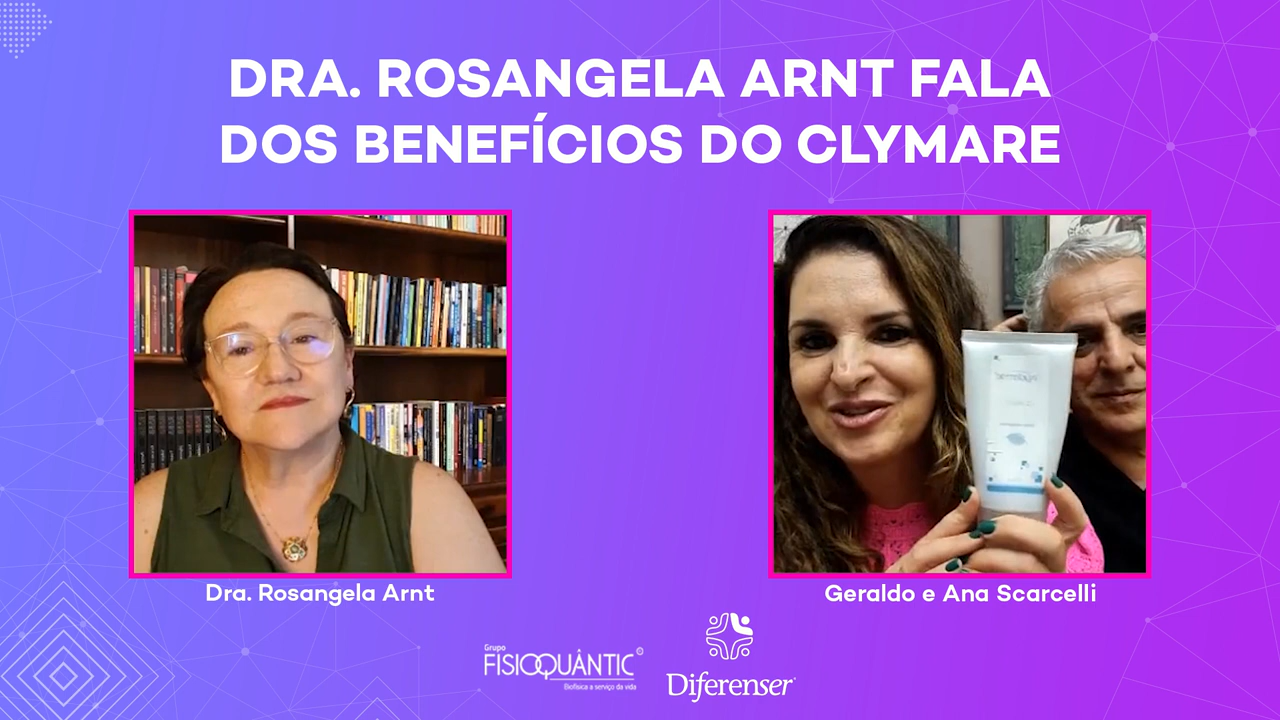 DRA. ROSANGELA ARNT FALA
DOS BENEFÍCIOS DO CLYMARE
Dra. Rosangela Arnt
Geraldo e Ana Scarcelli
Grupo
FISIOQUÂNTIC
Biofísica a serviço da vida
Diferenser